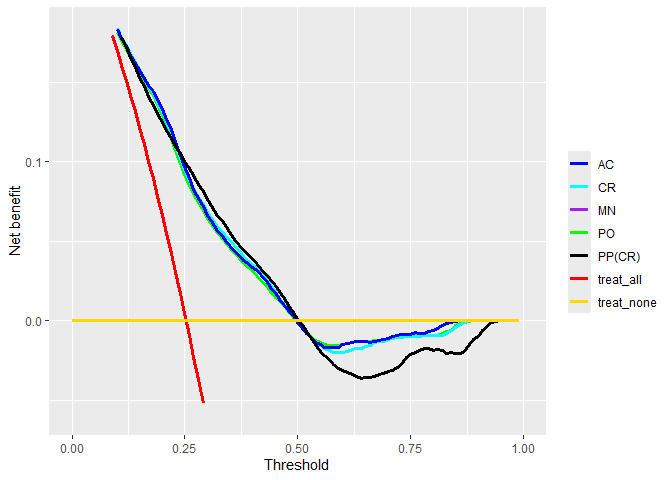 Net benefit
0.1
0.0
0.00
0.25
0.50
0.75
1.00
Threshold
AC
CR
MN
PO
PP(CR)
treat_all
treat_none